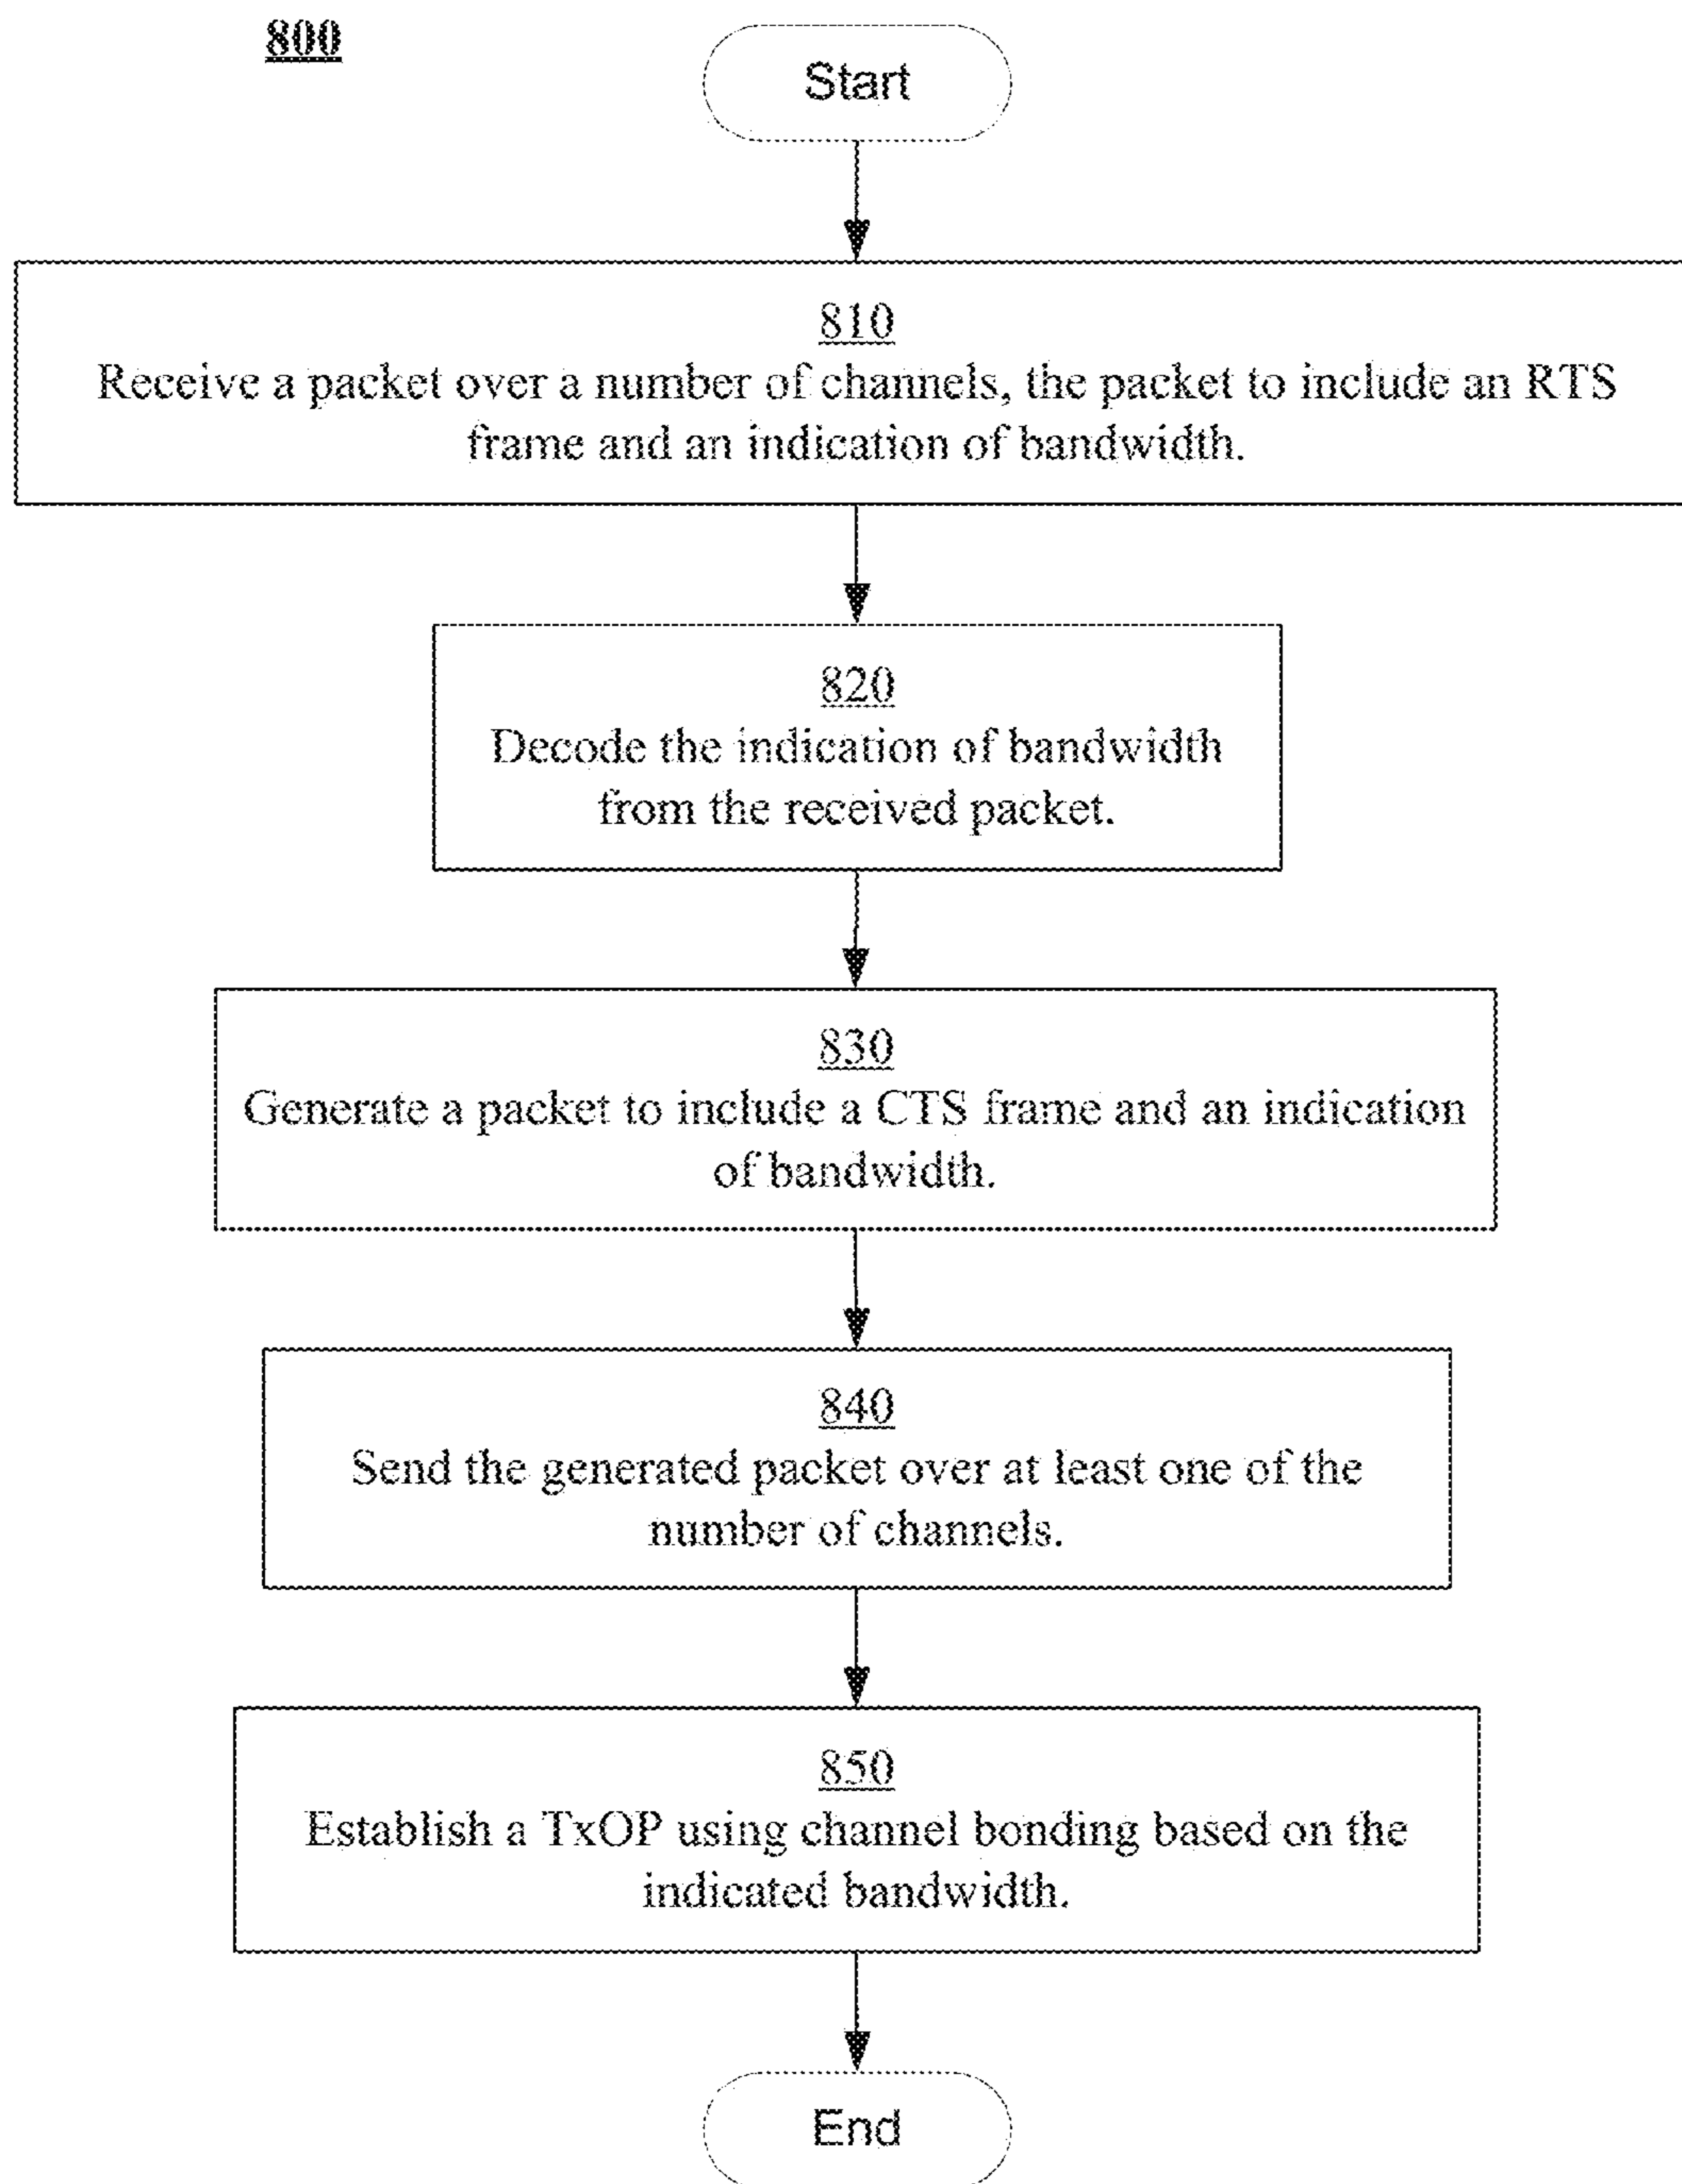 800
Start
810
Receive a packet over a number of channels, the packet to include an RTS
frame and an indication of bandwidth.
820
Decode the indication of bandwidth
from the received packet.
830
Generate a packet to include a CTS frame and an indication
of bandwidth.
840
Send the generated packet over at least one of the
number of channels.
850
Establish a TxOP using channel bonding based on the
indicated bandwidth.
End